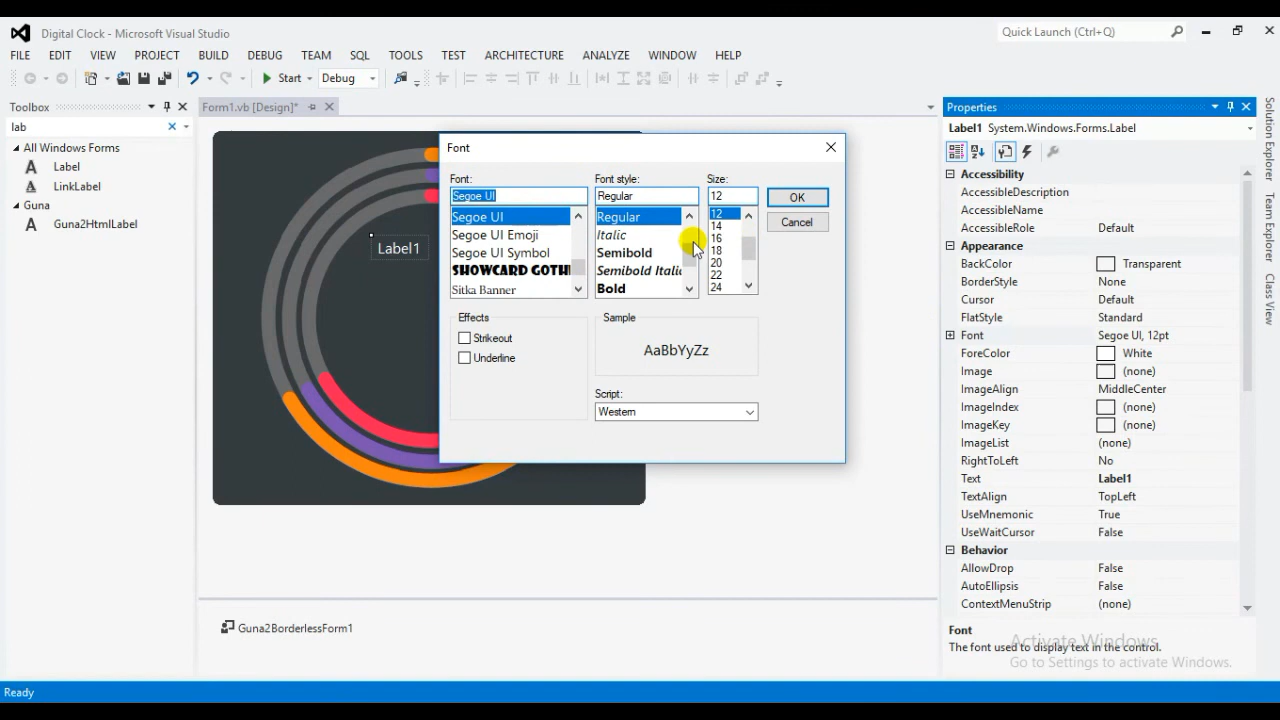 Digital Clock - Microsoft Visual Studio
Quick Launch (Ctrl+Q)
FILE EDIT VIEW PROJECT BUILD DEBUG TEAM SQL TOOLS TEST ARCHITECTURE ANALYZE WINDOW HELP
Start Debug
Toolbox
lab
All Windows Forms
A Label
A LinkLabel
Guna
A Guna2HtmlLabel
Form1.vb [Design]*
Label1
Font
Font: Font style: Size:
Segoe UI Regular 12
OK
Cancel
Segoe UI
Segoe UI Emoji
Segoe UI Symbol
SHOWCARD GOTH
Sitka Banner
Regular
Italic
Semibold
Semibold Italic
Bold
12
14
16
18
20
22
24
Effects
Strikeout
Underline
Sample
AaBbYyZz
Script:
Western
Guna2BorderlessForm1
Properties
Label1 System.Windows.Forms.Label
Accessibility
AccessibleDescription
AccessibleName
AccessibleRole Default
Appearance
BackColor Transparent
BorderStyle None
Cursor Default
FlatStyle Standard
Font Segoe UI, 12pt
ForeColor White
Image (none)
ImageAlign MiddleCenter
ImageIndex (none)
ImageKey (none)
ImageList (none)
RightToLeft No
Text Label1
TextAlign TopLeft
UseMnemonic True
UseWaitCursor False
Behavior
AllowDrop False
AutoEllipsis False
ContextMenuStrip (none)
Font
The font used to display text in the control.
Activate Windows
Go to Settings to activate Windows.
Solution Explorer
Team Explorer
Class View
Ready